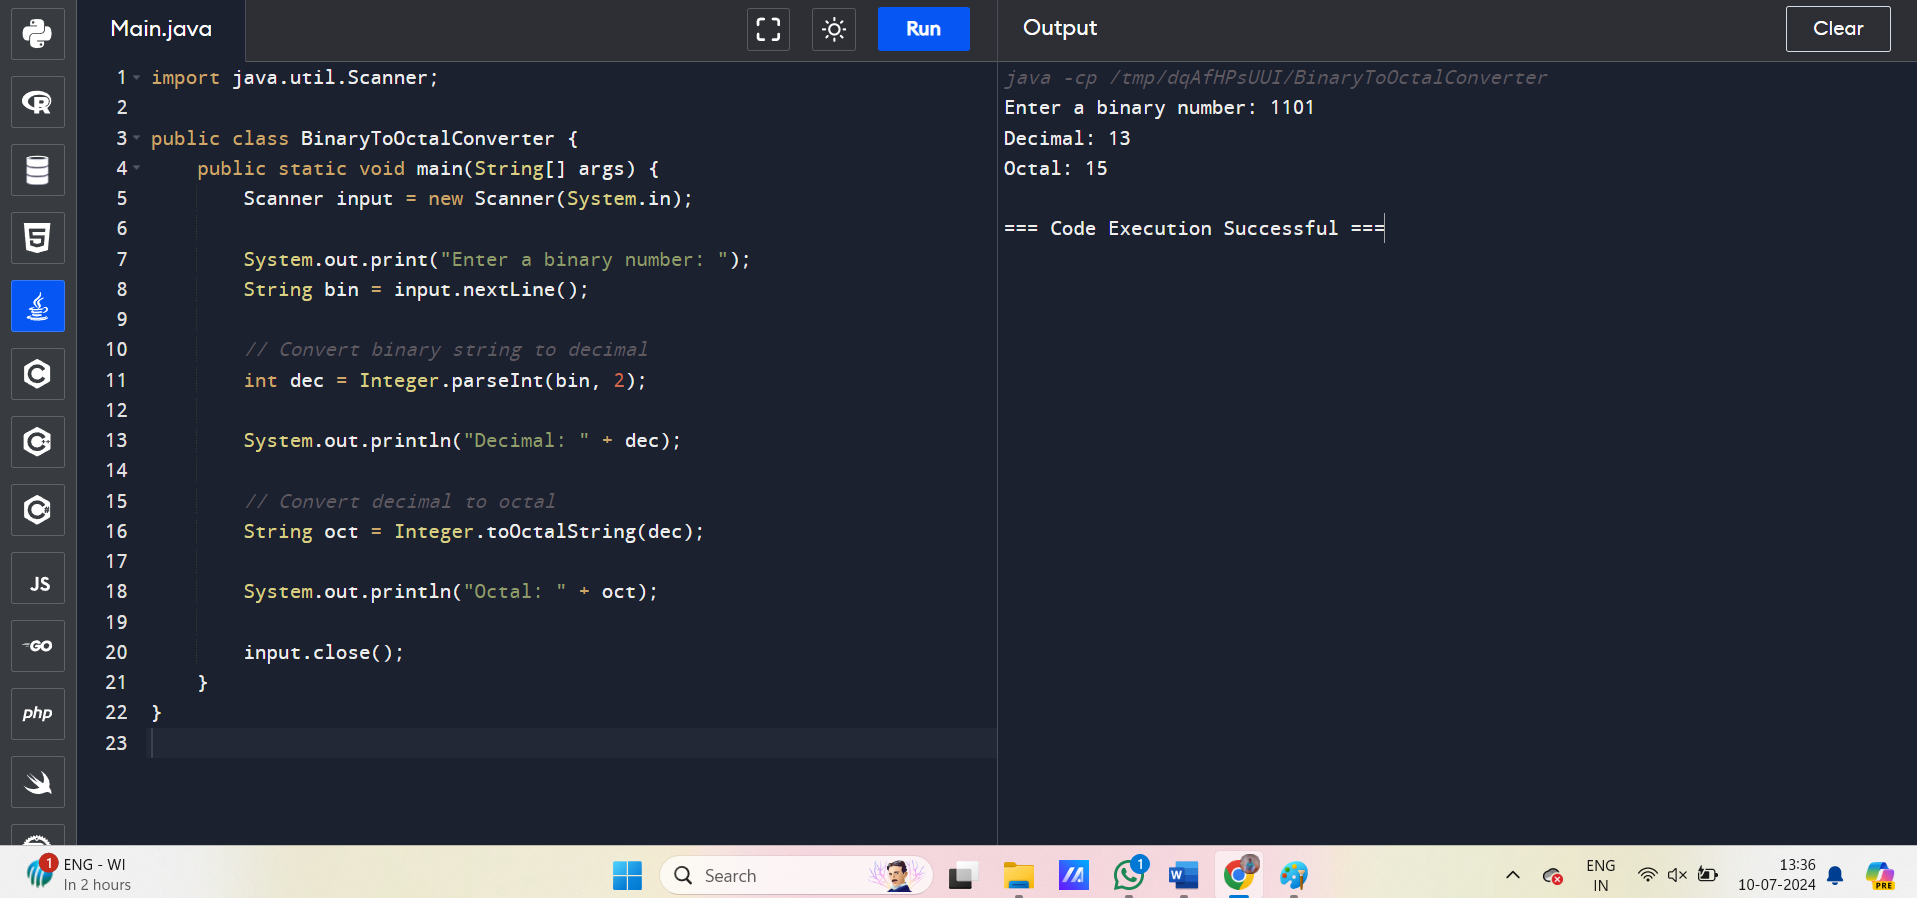 Main.java
Run
Output
Clear
1 import java.util.Scanner;
2
3 public class BinaryToOctalConverter {
4 public static void main(String[] args) {
5 Scanner input = new Scanner(System.in);
6
7 System.out.print("Enter a binary number: ");
8 String bin = input.nextLine();
9
10 // Convert binary string to decimal
11 int dec = Integer.parseInt(bin, 2);
12
13 System.out.println("Decimal: " + dec);
14
15 // Convert decimal to octal
16 String oct = Integer.toOctalString(dec);
17
18 System.out.println("Octal: " + oct);
19
20 input.close();
21 }
22 }
23
java -cp /tmp/dqAfHPsUUI/BinaryToOctalConverter
Enter a binary number: 1101
Decimal: 13
Octal: 15
=== Code Execution Successful ===
R
5
C
C++
C#
JS
GO
php
1
ENG - WI
In 2 hours
Search
1
W
ENG
IN
13:36
10-07-2024
PRE